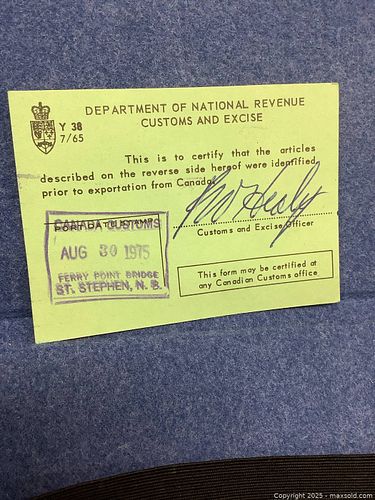 DEPARTMENT OF NATIONAL REVENUE
CUSTOMS AND EXCISE
Y 38
7/65
This is to certify that the articles
described on the reverse side hereof were identified
prior to exportation from Canada.
Customs and Excise Officer
CANADA CUSTOMS
AUG 30 1975
FERRY POINT BRIDGE
ST. STEPHEN, N. B.
This form may be certified at
any Canadian Customs office
Copyright 2025 - maxsold.com